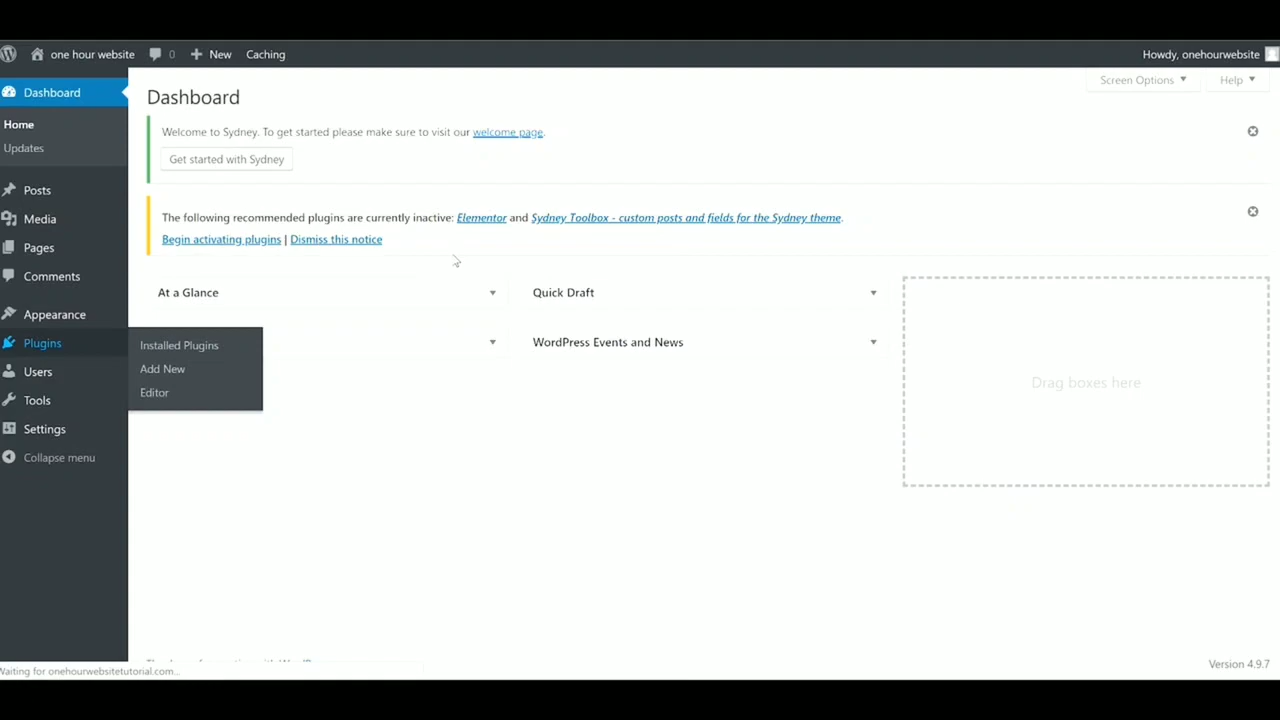 one hour website 0 New Caching Howdy, onehourwebsite
Dashboard
Home
Updates
Posts
Media
Pages
Comments
Appearance
Plugins
Users
Tools
Settings
Collapse menu
Installed Plugins
Add New
Editor
Screen Options Help
Dashboard
Welcome to Sydney. To get started please make sure to visit our welcome page.
Get started with Sydney
The following recommended plugins are currently inactive: Elementor and Sydney Toolbox - custom posts and fields for the Sydney theme.
Begin activating plugins | Dismiss this notice
At a Glance
Quick Draft
WordPress Events and News
Drag boxes here
Waiting for onehourwebsitetutorial.com...
Version 4.9.7